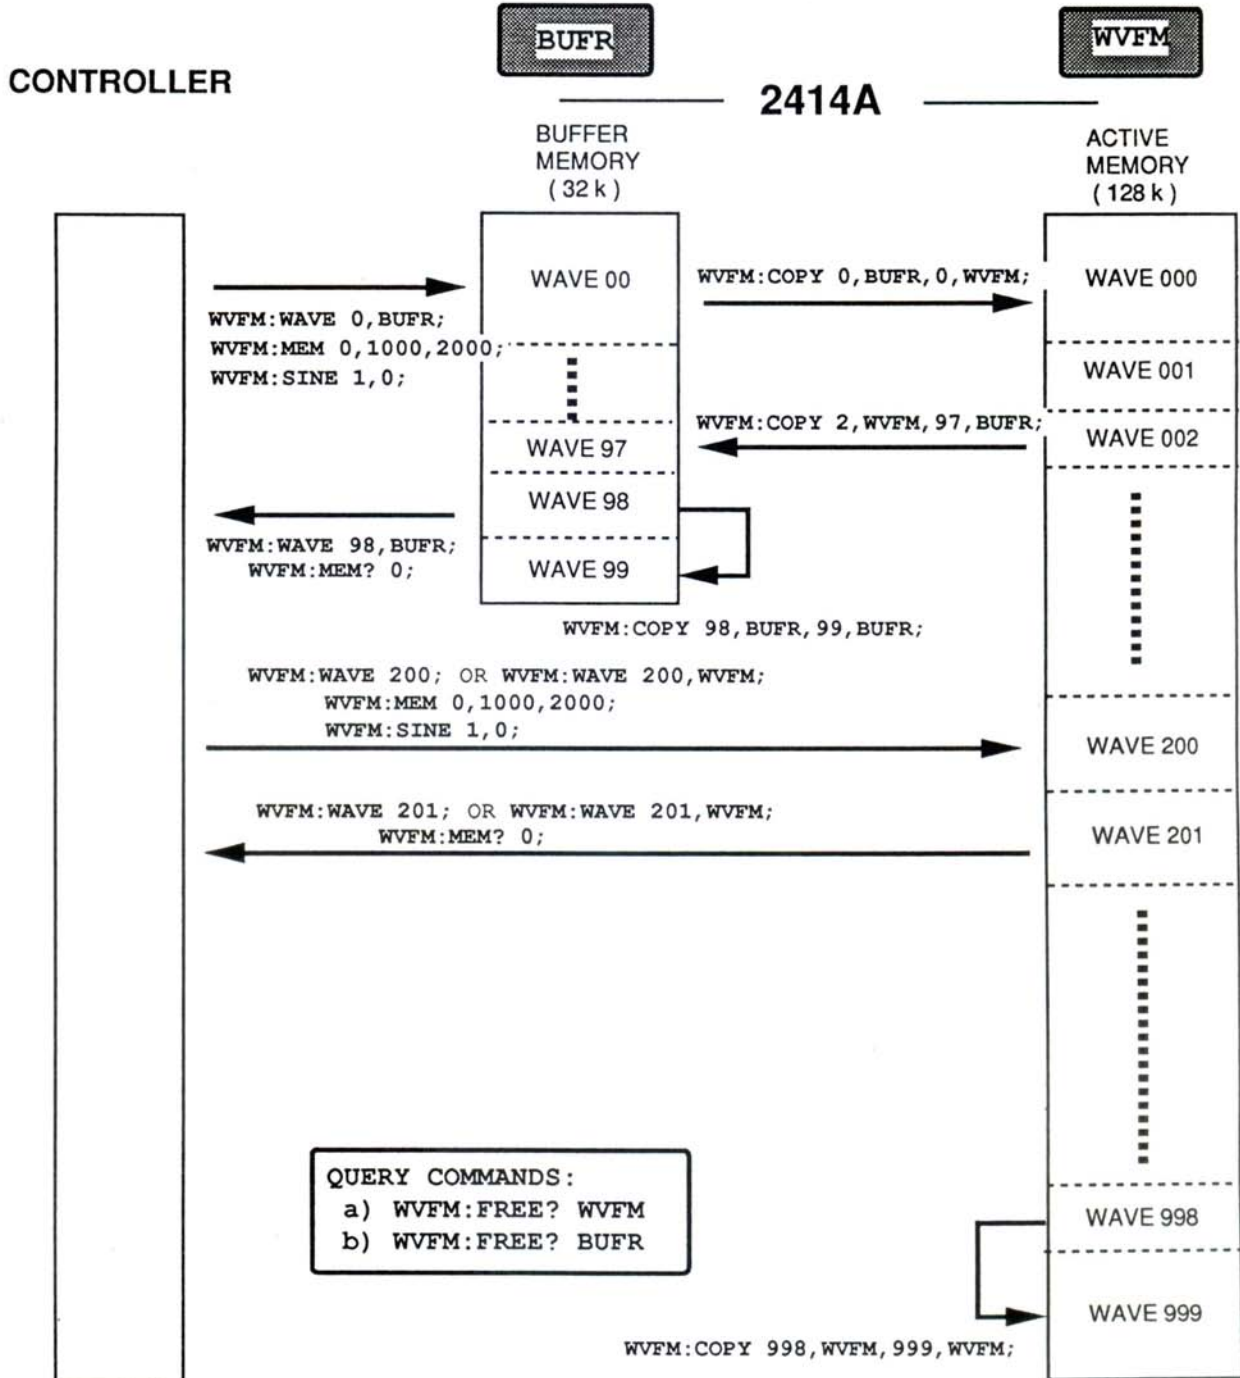 BUFR
WVFM
CONTROLLER
2414A
BUFFER
MEMORY
( 32 k )
ACTIVE
MEMORY
( 128 k )
WAVE 00
WVFM:COPY 0,BUFR,0,WVFM;
WAVE 000
WVFM:WAVE 0,BUFR;
WVFM:MEM 0,1000,2000;
WVFM:SINE 1,0;
WAVE 001
WVFM:COPY 2,WVFM,97,BUFR;
WAVE 97
WAVE 002
WAVE 98
WVFM:WAVE 98,BUFR;
WVFM:MEM? 0;
WAVE 99
WVFM:COPY 98,BUFR,99,BUFR;
WVFM:WAVE 200; OR WVFM:WAVE 200,WVFM;
WVFM:MEM 0,1000,2000;
WVFM:SINE 1,0;
WAVE 200
WVFM:WAVE 201; OR WVFM:WAVE 201,WVFM;
WVFM:MEM? 0;
WAVE 201
QUERY COMMANDS:
a) WVFM:FREE? WVFM
b) WVFM:FREE? BUFR
WAVE 998
WAVE 999
WVFM:COPY 998,WVFM,999,WVFM;